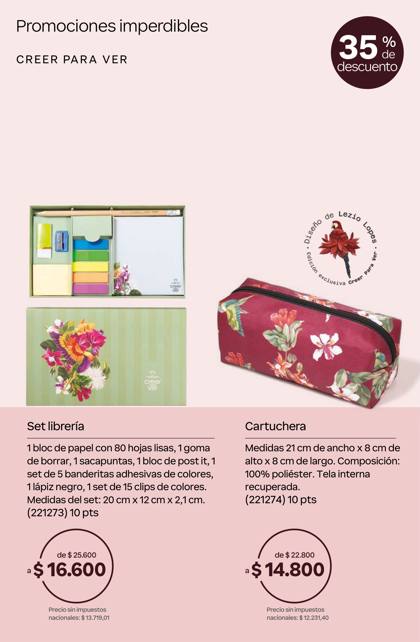 Promociones imperdibles
CREER PARA VER
35%
de
descuento
Diseño de Lezio Lopes
Edición exclusiva Creer Para Ver
Set librería
1 bloc de papel con 80 hojas lisas, 1 goma
de borrar, 1 sacapuntas, 1 bloc de post it, 1
set de 5 banderitas adhesivas de colores,
1 lápiz negro, 1 set de 15 clips de colores.
Medidas del set: 20 cm x 12 cm x 2,1 cm.
(221273) 10 pts
de $ 25.600
a $ 16.600
Precio sin impuestos
nacionales: $ 13.719,01
Cartuchera
Medidas 21 cm de ancho x 8 cm de
alto x 8 cm de largo. Composición:
100% poliéster. Tela interna
recuperada.
(221274) 10 pts
de $ 22.800
a $ 14.800
Precio sin impuestos
nacionales: $ 12.231,40